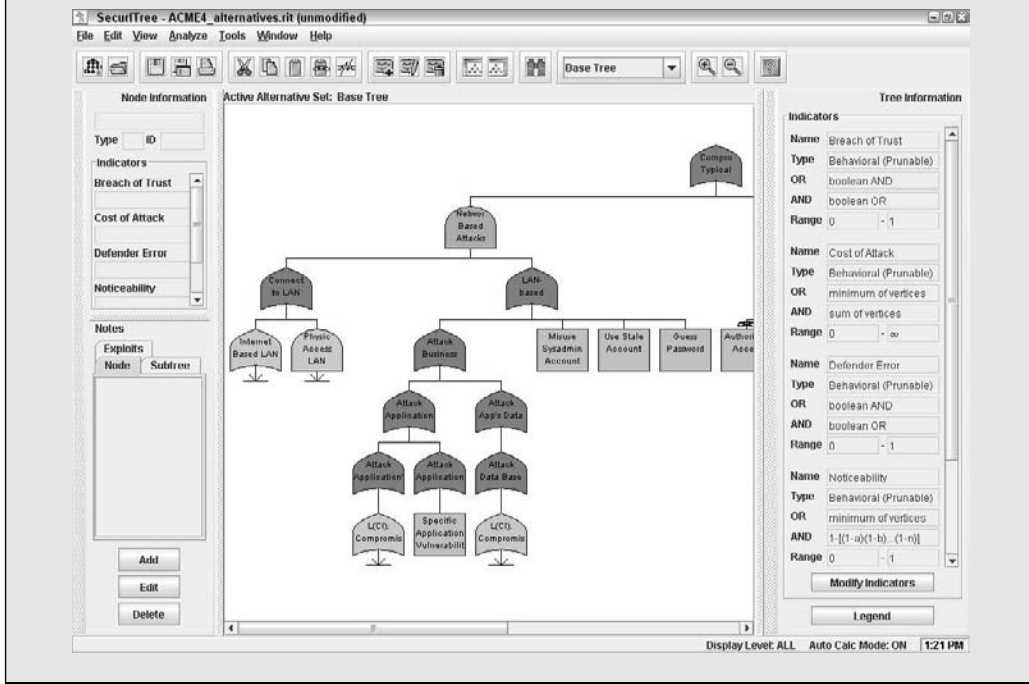 SecurITree - ACME4_alternatives.rit (unmodified)
File Edit View Analyze Tools Window Help
Base Tree
Node Information
Type ID
Indicators
Breach of Trust
Cost of Attack
Defender Error
Noticeability
Notes
Exploits
Node Subtree
Add
Edit
Delete
Active Alternative Set: Base Tree
Compro
Typical
Networ
Based
Attacks
Connect
to LAN
LAN-
based
Internet
Based LAN
Physic
Access
LAN
Attack
Business
Misuse
Sysadmin
Account
Use Stale
Account
Guess
Password
Authori
Acce
Attack
Application
Attack
App's Data
Attack
Application'
Attack
Application
Attack
Data Base
L(CI).
Compromis
Specific
Application
Vulnerabilit
L(CI).
Compromis
Tree Information
Indicators
Name Breach of Trust
Type Behavioral (Prunable)
OR boolean AND
AND boolean OR
Range 0 - 1
Name Cost of Attack
Type Behavioral (Prunable)
OR minimum of vertices
AND sum of vertices
Range 0 - ∞
Name Defender Error
Type Behavioral (Prunable)
OR boolean AND
AND boolean OR
Range 0 - 1
Name Noticeability
Type Behavioral (Prunable)
OR minimum of vertices
AND 1-[(1-a)(1-b)...(1-n)]
Range 0 - 1
Modify Indicators
Legend
Display Level: ALL Auto Calc Mode: ON 1:21 PM